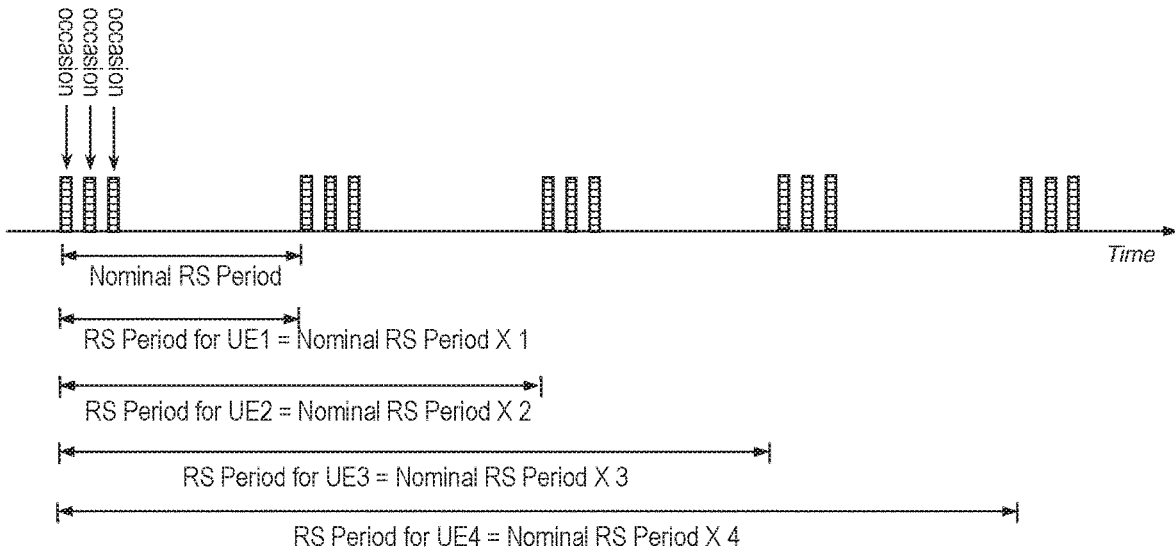 occasion
occasion
occasion
Time
Nominal RS Period
RS Period for UE1 = Nominal RS Period X 1
RS Period for UE2 = Nominal RS Period X 2
RS Period for UE3 = Nominal RS Period X 3
RS Period for UE4 = Nominal RS Period X 4